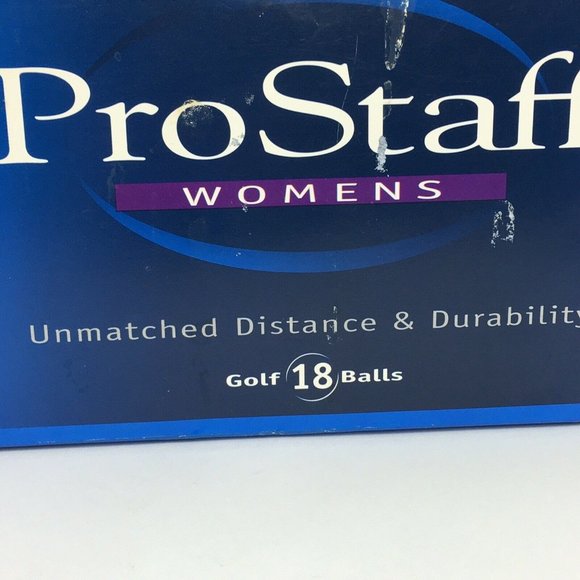 ProStaff
WOMENS
Unmatched Distance & Durability
Golf 18 Balls